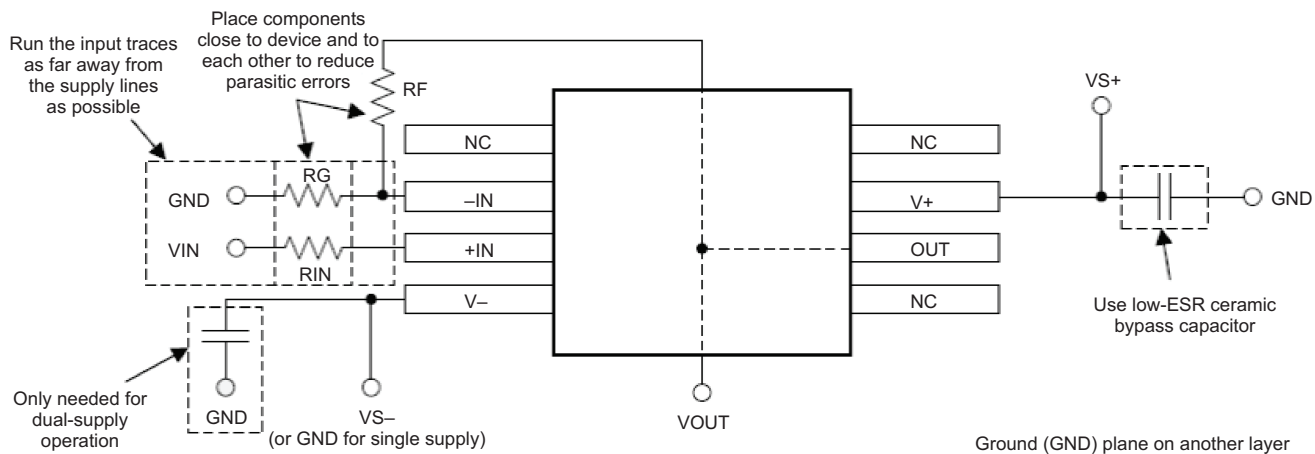 Run the input traces
as far away from
the supply lines
as possible
Place components
close to device and to
each other to reduce
parasitic errors
RF
VS+
NC
NC
RG
GND
–IN
V+
GND
VIN
+IN
OUT
RIN
V–
NC
Use low-ESR ceramic
bypass capacitor
Only needed for
dual-supply
operation
GND
VS–
(or GND for single supply)
VOUT
Ground (GND) plane on another layer